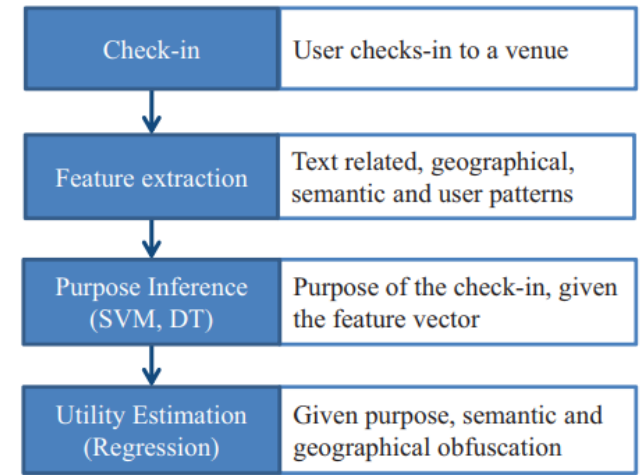 Check-in
User checks-in to a venue
Feature extraction
Text related, geographical,
semantic and user patterns
Purpose Inference
(SVM, DT)
Purpose of the check-in, given
the feature vector
Utility Estimation
(Regression)
Given purpose, semantic and
geographical obfuscation